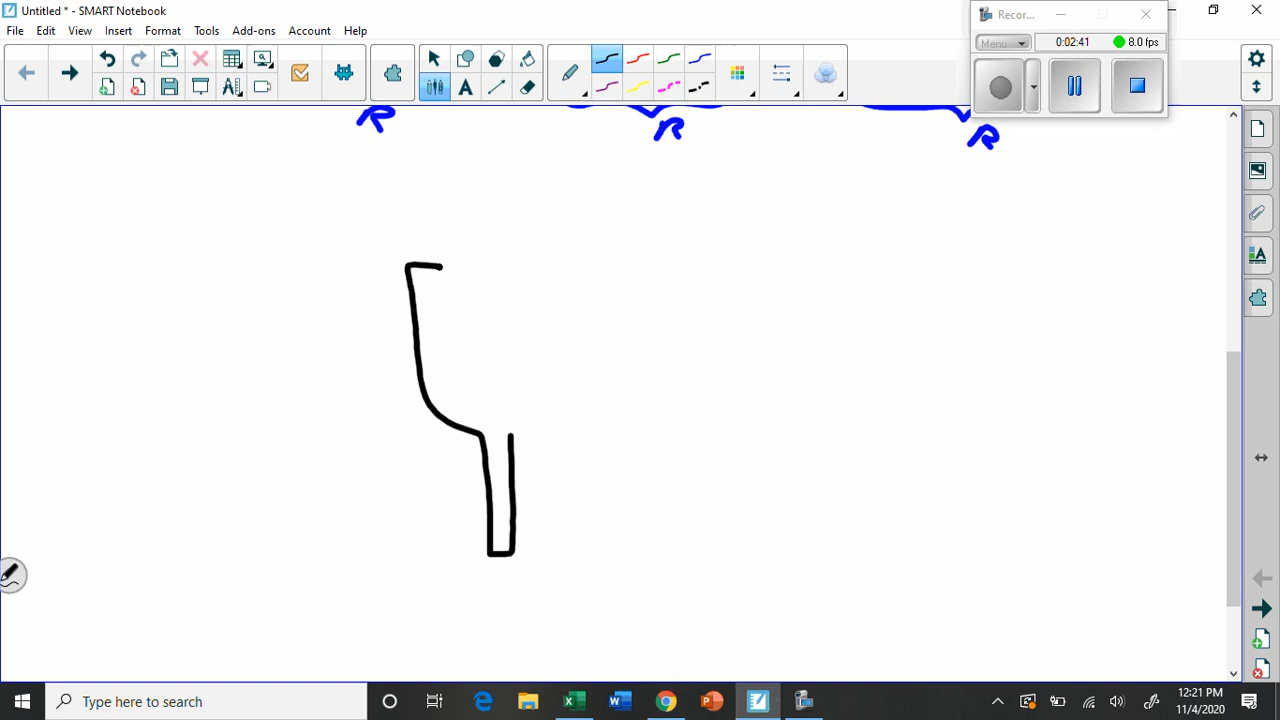 Untitled * - SMART Notebook
Recor...
File Edit View Insert Format Tools Add-ons Account Help
Menu 0:02:41 8.0 fps
R
R
R
Type here to search
12:21 PM
11/4/2020